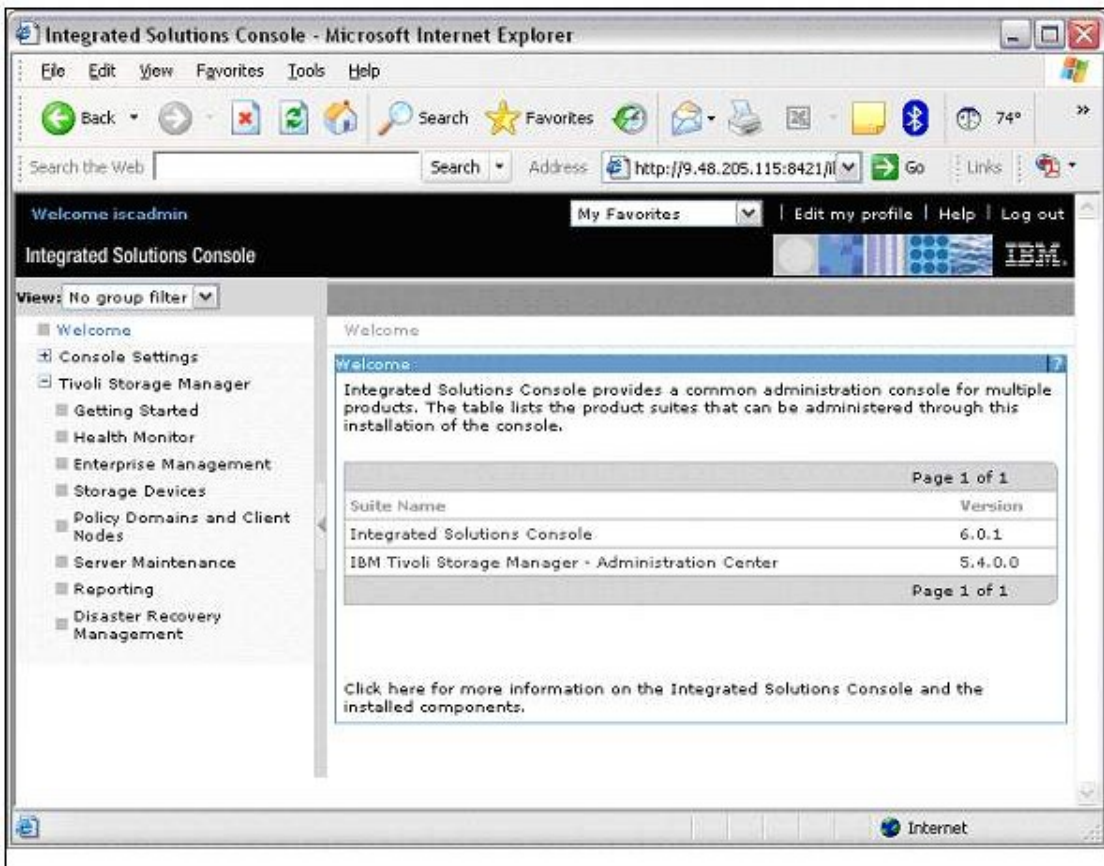 Integrated Solutions Console - Microsoft Internet Explorer
File Edit View Favorites Tools Help
Back Search Favorites 74° »
Search the Web Search Address http://9.48.205.115:8421/ Go Links
Welcome iscadmin My Favorites | Edit my profile | Help | Log out
Integrated Solutions Console IBM.
View: No group filter
Welcome
Console Settings
Tivoli Storage Manager
Getting Started
Health Monitor
Enterprise Management
Storage Devices
Policy Domains and Client
Nodes
Server Maintenance
Reporting
Disaster Recovery
Management
Welcome
Welcome ?
Integrated Solutions Console provides a common administration console for multiple
products. The table lists the product suites that can be administered through this
installation of the console.
Page 1 of 1
Suite Name Version
Integrated Solutions Console 6.0.1
IBM Tivoli Storage Manager - Administration Center 5.4.0.0
Page 1 of 1
Click here for more information on the Integrated Solutions Console and the
installed components.
Internet